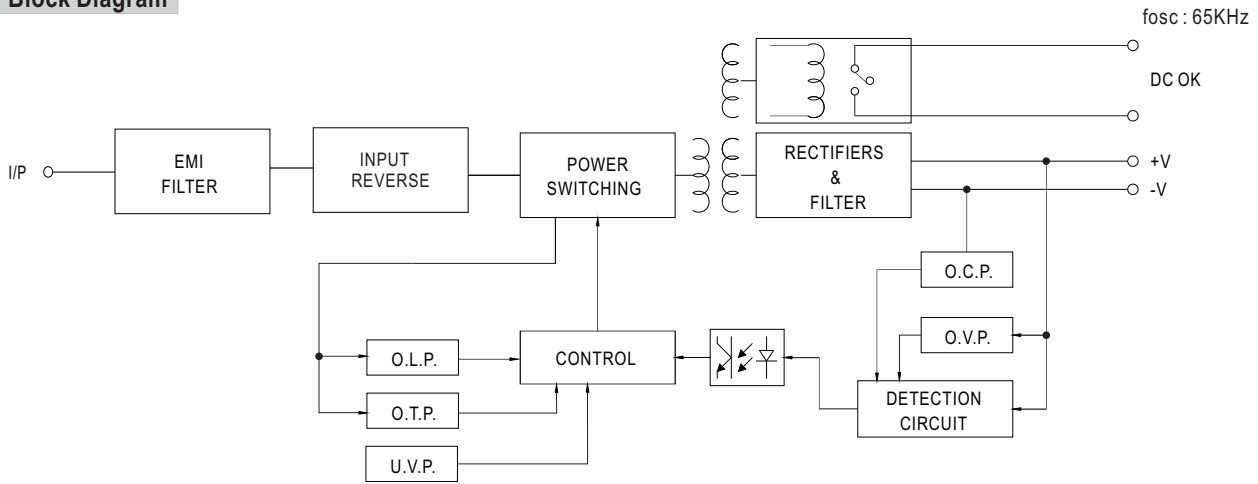 Block Diagram
fosc : 65KHz
DC OK
I/P
EMI
FILTER
INPUT
REVERSE
POWER
SWITCHING
RECTIFIERS
&
FILTER
+V
-V
O.C.P.
O.V.P.
O.L.P.
CONTROL
DETECTION
CIRCUIT
O.T.P.
U.V.P.